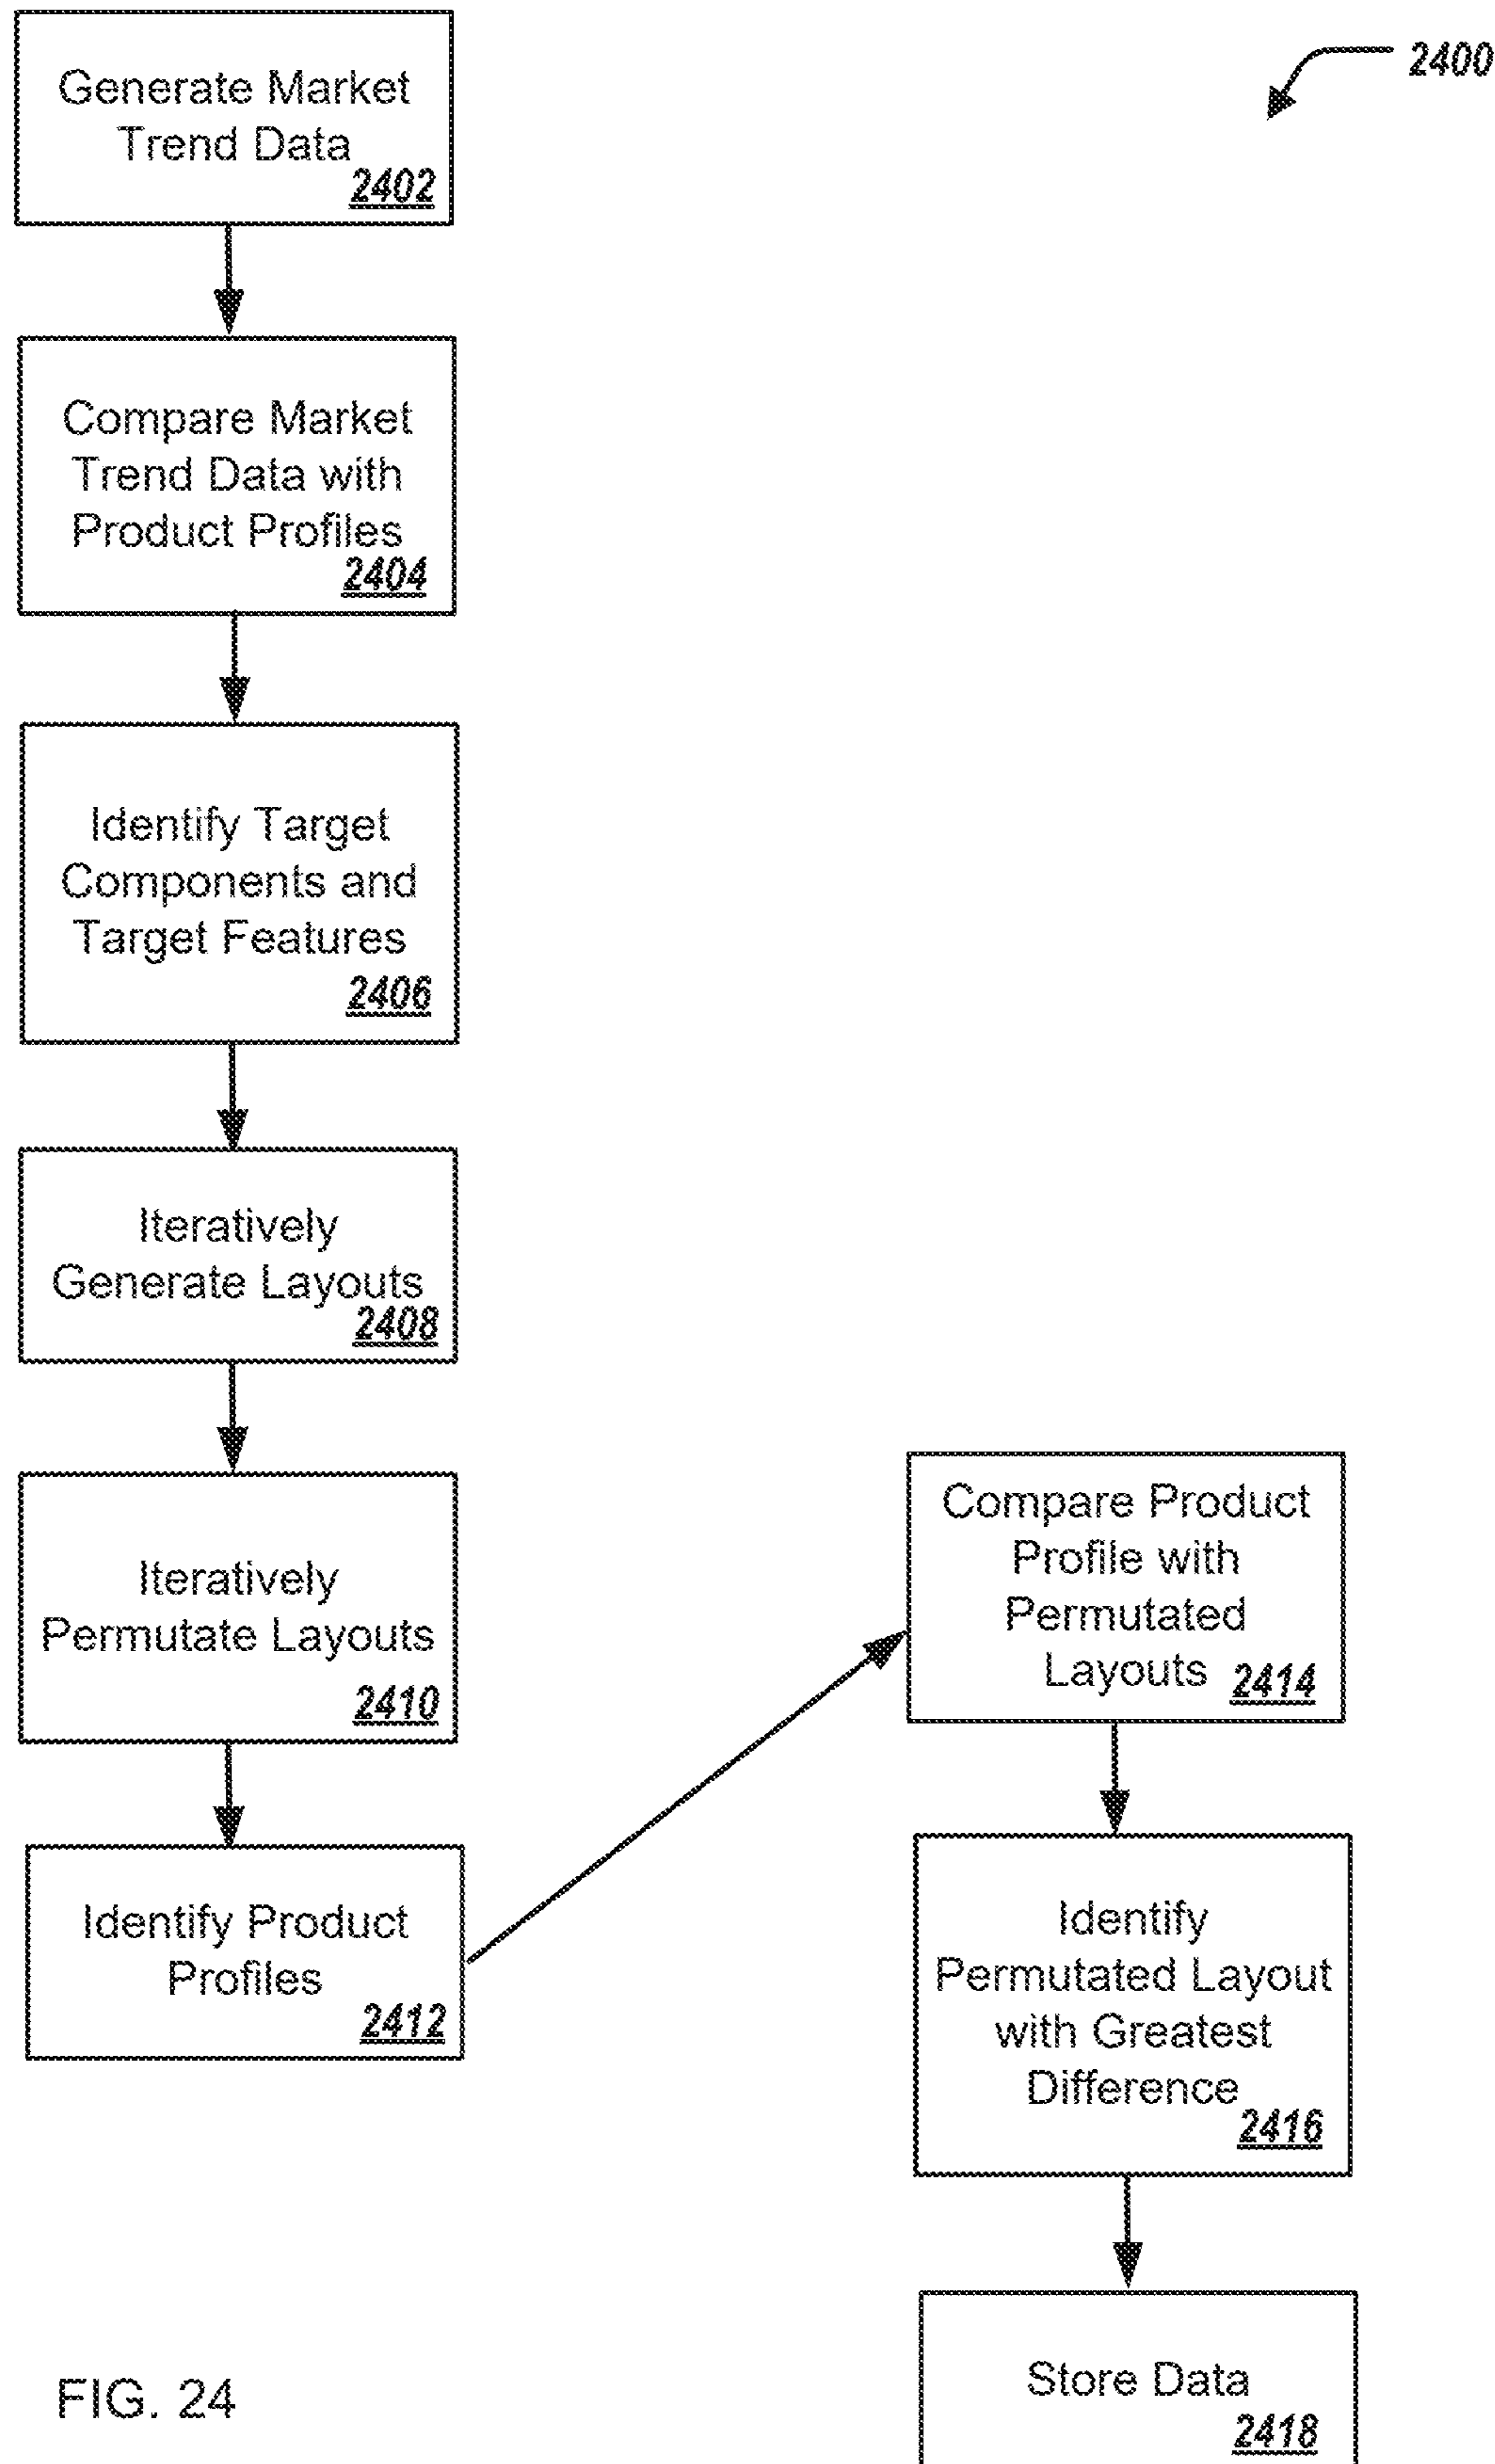 2400
Generate Market
Trend Data
2402
Compare Market
Trend Data with
Product Profiles
2404
Identify Target
Components and
Target Features
2406
Iteratively
Generate Layouts
2408
Iteratively
Permutate Layouts
2410
Identify Product
Profiles
2412
Compare Product
Profile with
Permutated
Layouts 2414
Identify
Permutated Layout
with Greatest
Difference
2416
Store Data
2418
FIG. 24